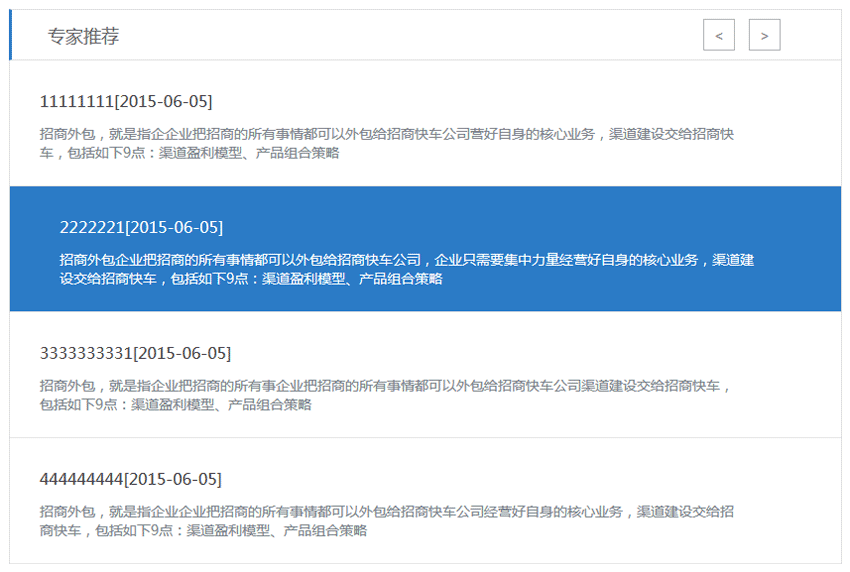 专家推荐
< >
11111111[2015-06-05]
招商外包，就是指企企业把招商的所有事情都可以外包给招商快车公司营好自身的核心业务，渠道建设交给招商快
车，包括如下9点：渠道盈利模型、产品组合策略
2222221[2015-06-05]
招商外包企业把招商的所有事情都可以外包给招商快车公司，企业只需要集中力量经营好自身的核心业务，渠道建
设交给招商快车，包括如下9点：渠道盈利模型、产品组合策略
3333333331[2015-06-05]
招商外包，就是指企业把招商的所有事企业把招商的所有事情都可以外包给招商快车公司渠道建设交给招商快车，
包括如下9点：渠道盈利模型、产品组合策略
444444444[2015-06-05]
招商外包，就是指企业企业把招商的所有事情都可以外包给招商快车公司经营好自身的核心业务，渠道建设交给招
商快车，包括如下9点：渠道盈利模型、产品组合策略